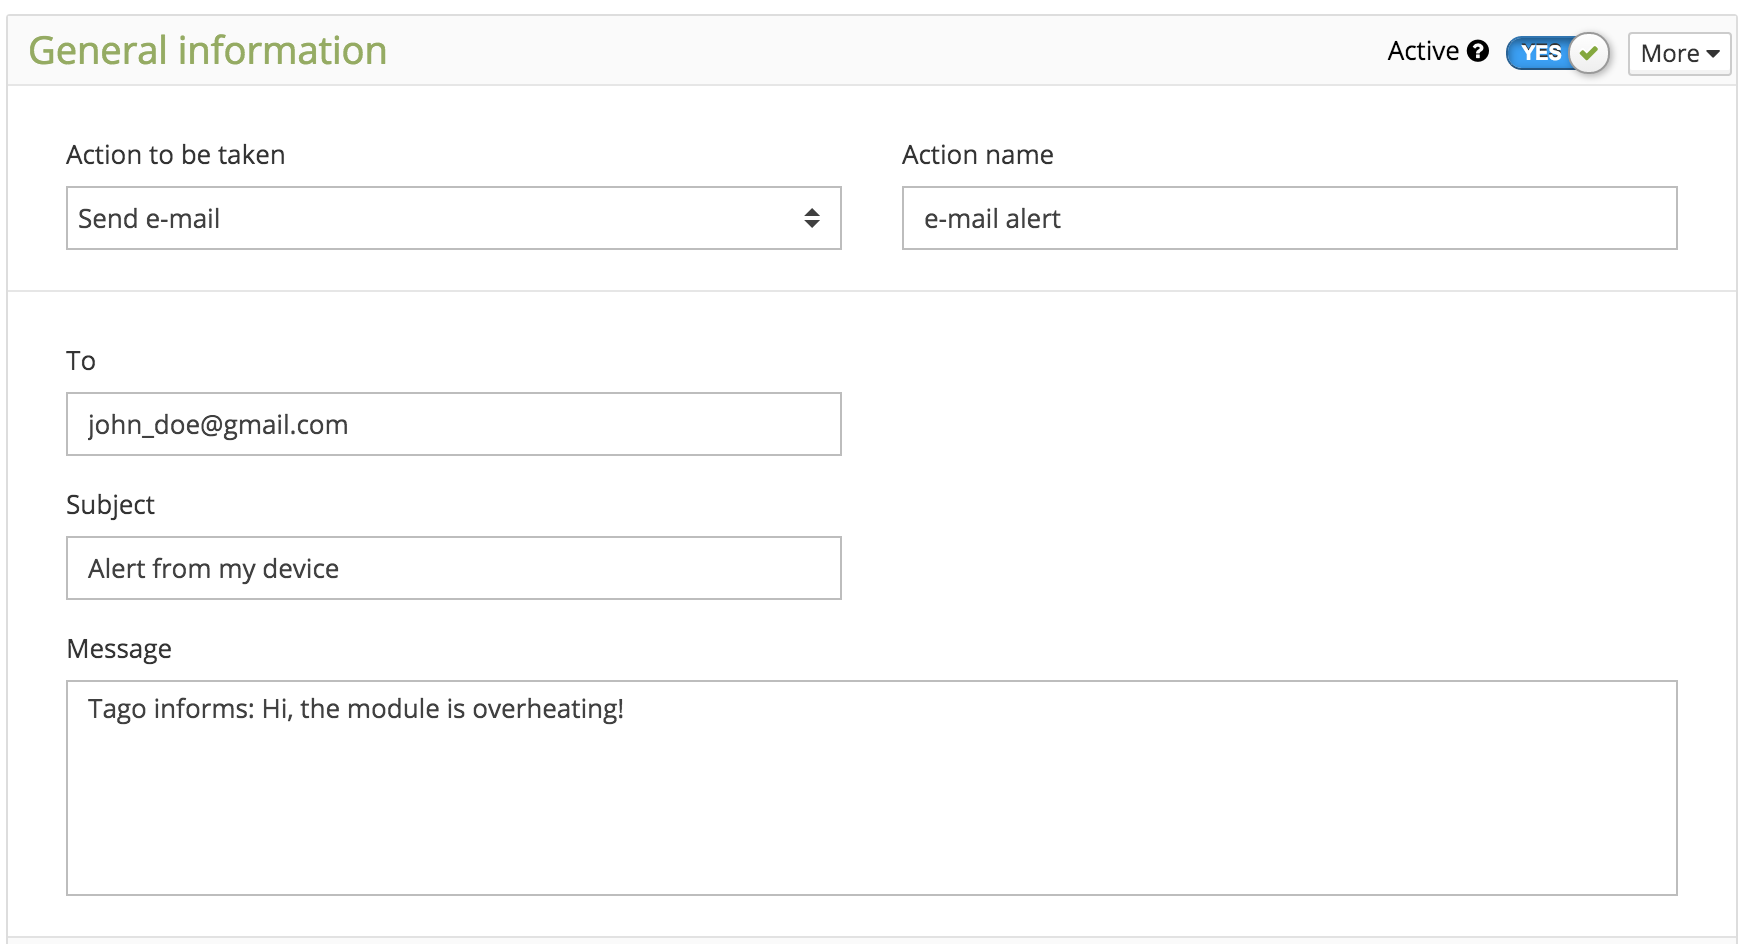 General information
Active ? YES More
Action to be taken
Action name
Send e-mail
e-mail alert
To
john_doe@gmail.com
Subject
Alert from my device
Message
Tago informs: Hi, the module is overheating!